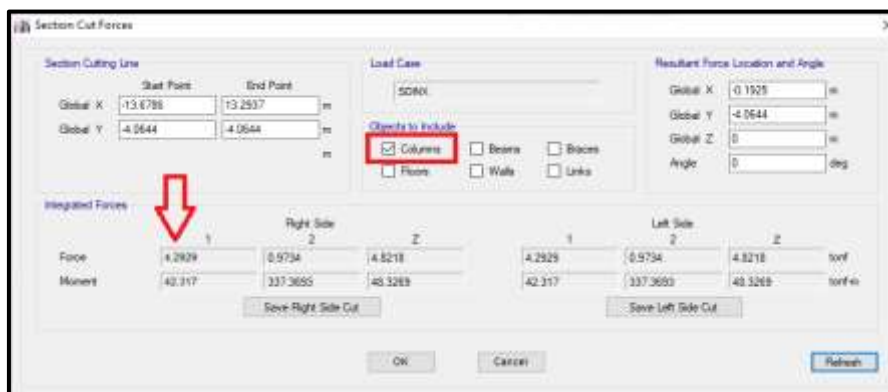 Section Cut Forces
Section Cutting Line
Start Point End Point
Global X -13.6786 13.2937 m
Global Y -4.0644 -4.0644 m
m
Load Case
SDINX
Objects to Include
Columns Beams Braces
Floors Walls Links
Resultant Force Location and Angle
Global X -0.1925 m
Global Y -4.0644 m
Global Z 0 m
Angle 0 deg
Integrated Forces
Right Side Left Side
1 2 Z 1 2 Z
Force 4.2929 0.9734 4.8218 4.2929 0.9734 4.8218 tonf
Moment 42.317 337.3693 48.3269 42.317 337.3693 48.3269 tonf-m
Save Right Side Cut Save Left Side Cut
OK Cancel Refresh